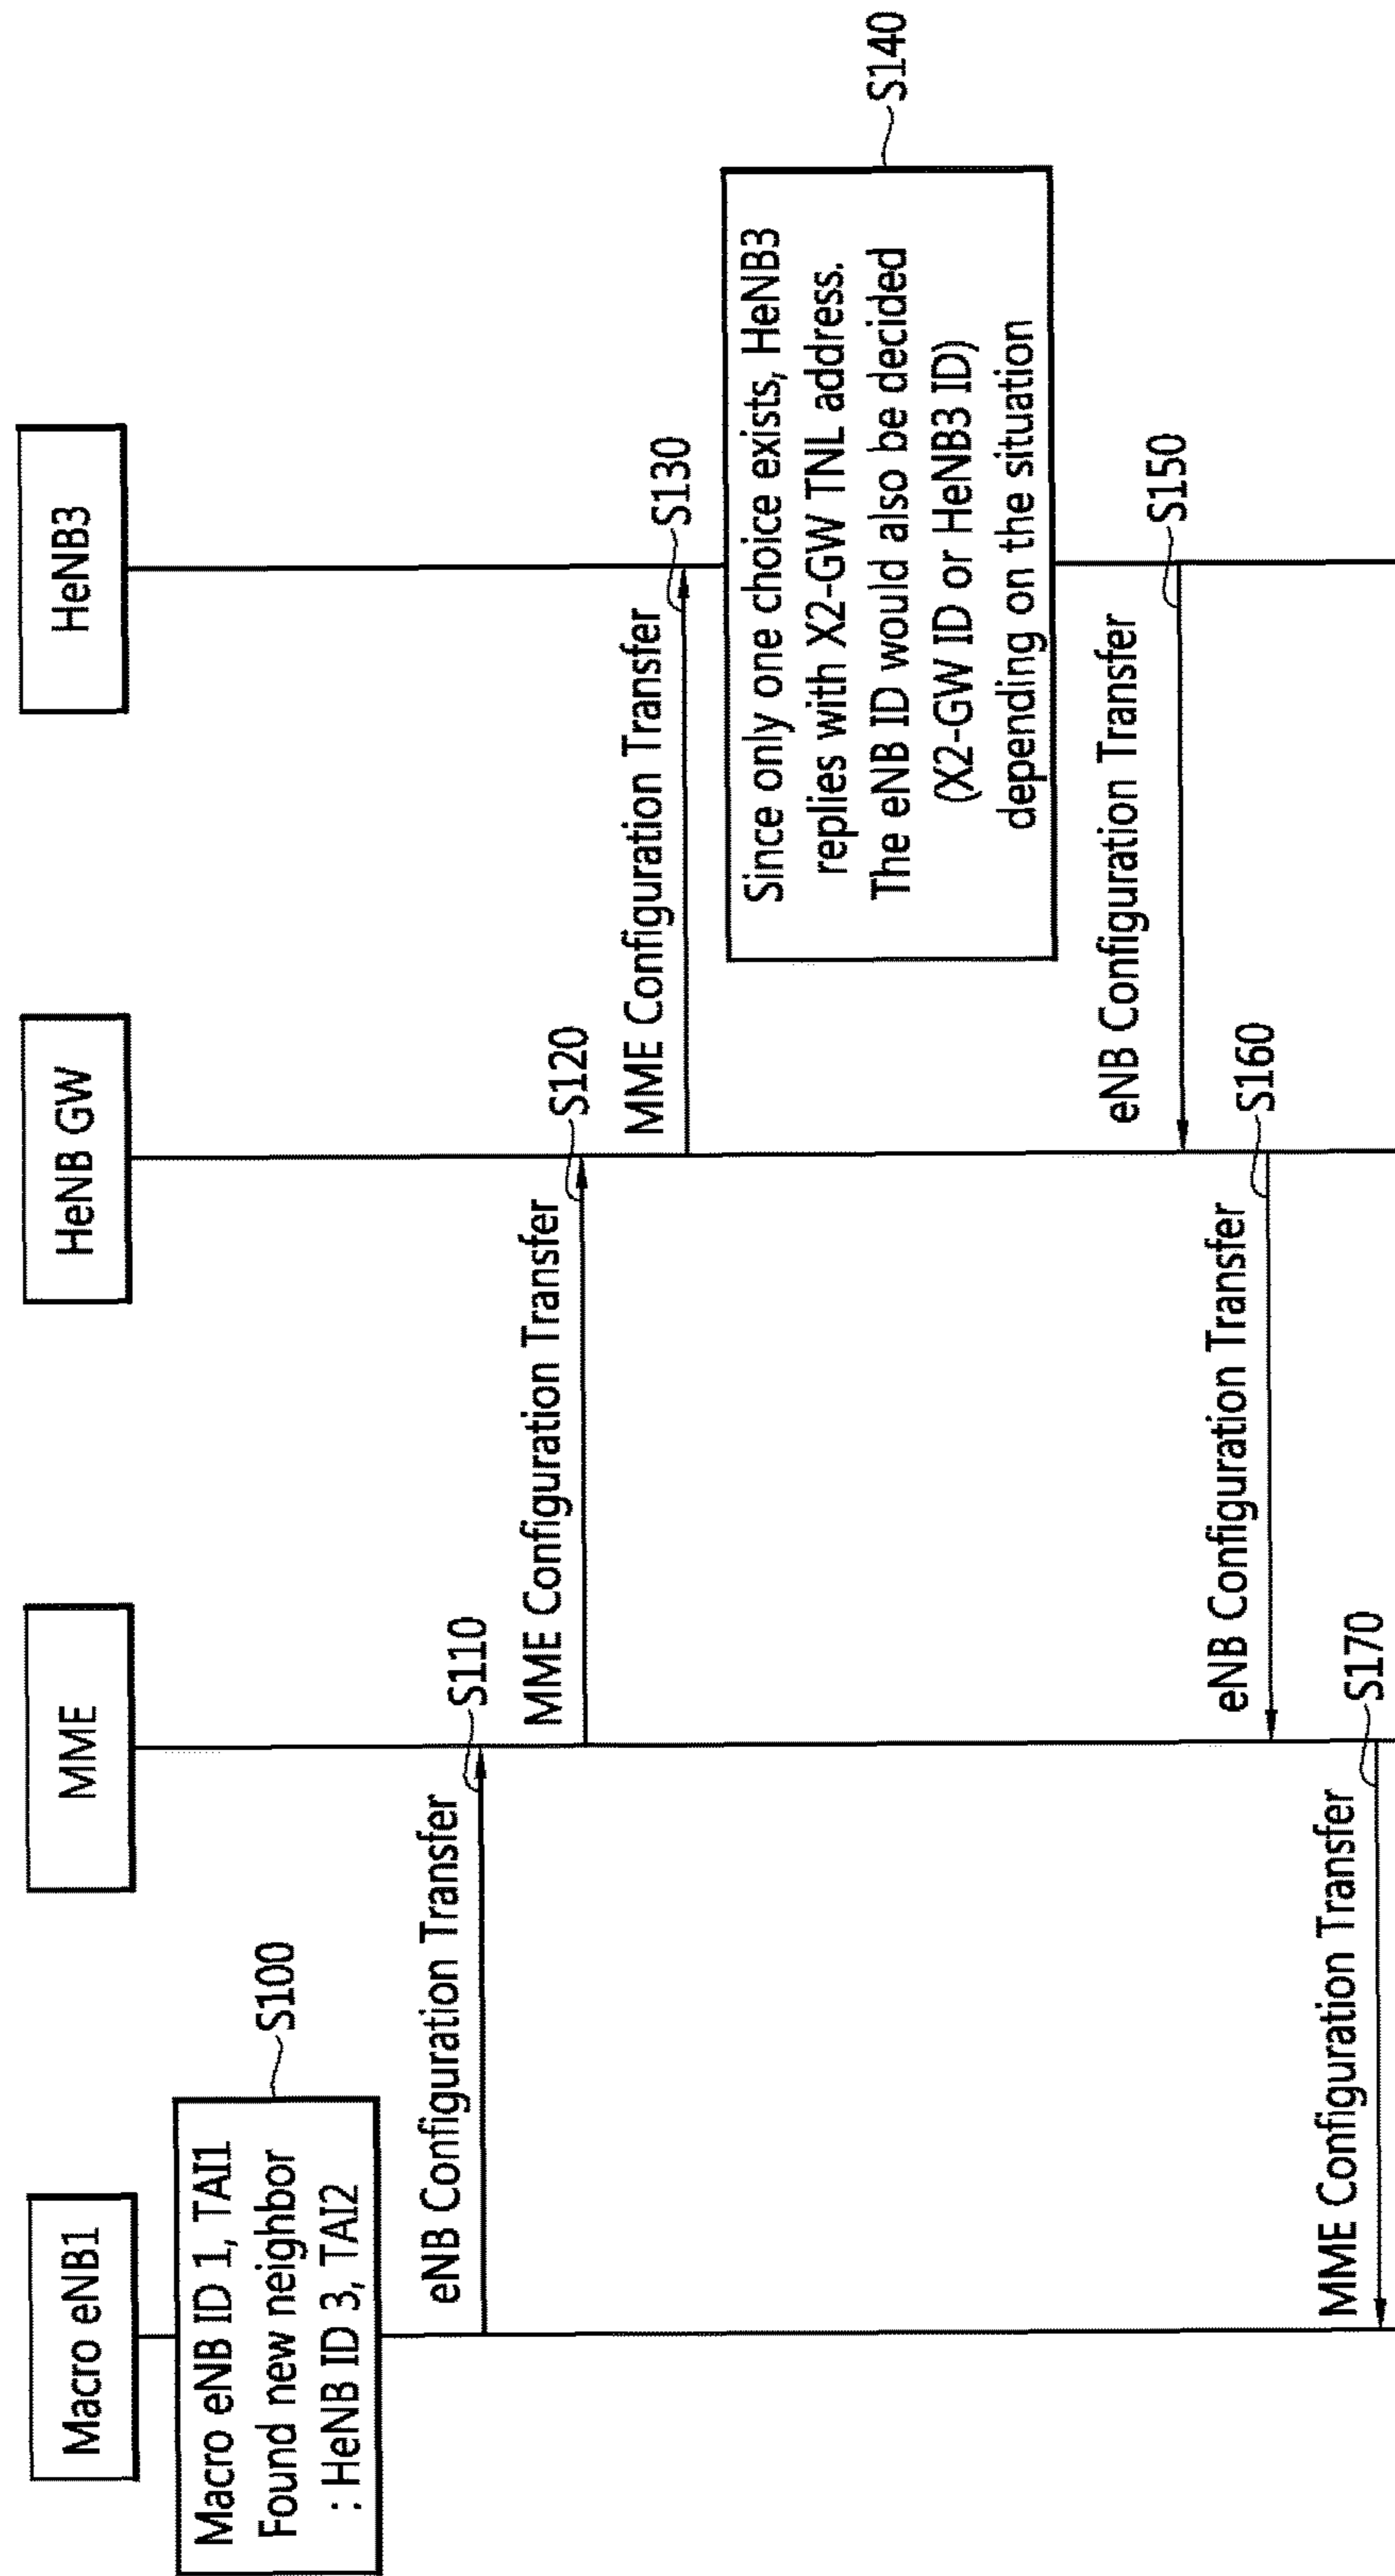 Macro eNB1
MME
HeNB GW
HeNB3
Macro eNB ID 1, TAI1
Found new neighbor
: HeNB ID 3, TAI2
S100
eNB Configuration Transfer
S110
MME Configuration Transfer
S120
MME Configuration Transfer
S130
Since only one choice exists, HeNB3
replies with X2-GW TNL address.
The eNB ID would also be decided
(X2-GW ID or HeNB3 ID)
depending on the situation
S140
eNB Configuration Transfer
S150
eNB Configuration Transfer
S160
MME Configuration Transfer
S170